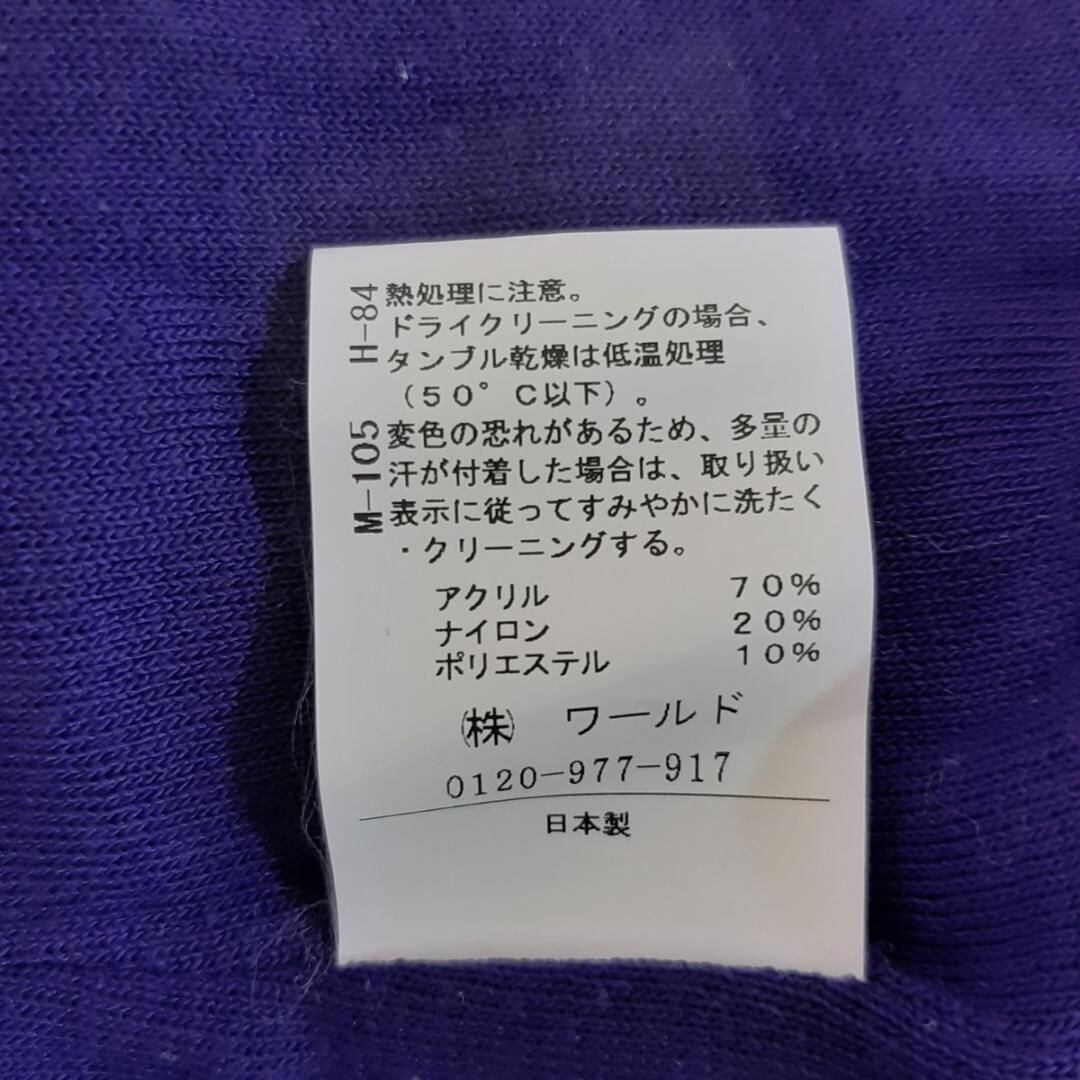 H-84
熱処理に注意。
ドライクリーニングの場合、
タンブル乾燥は低温処理
（５０°Ｃ以下）。
M-105
変色の恐れがあるため、多量の
汗が付着した場合は、取り扱い
表示に従ってすみやかに洗たく
・クリーニングする。
アクリル ７０％
ナイロン ２０％
ポリエステル １０％
㈱ ワールド
0120-977-917
日本製